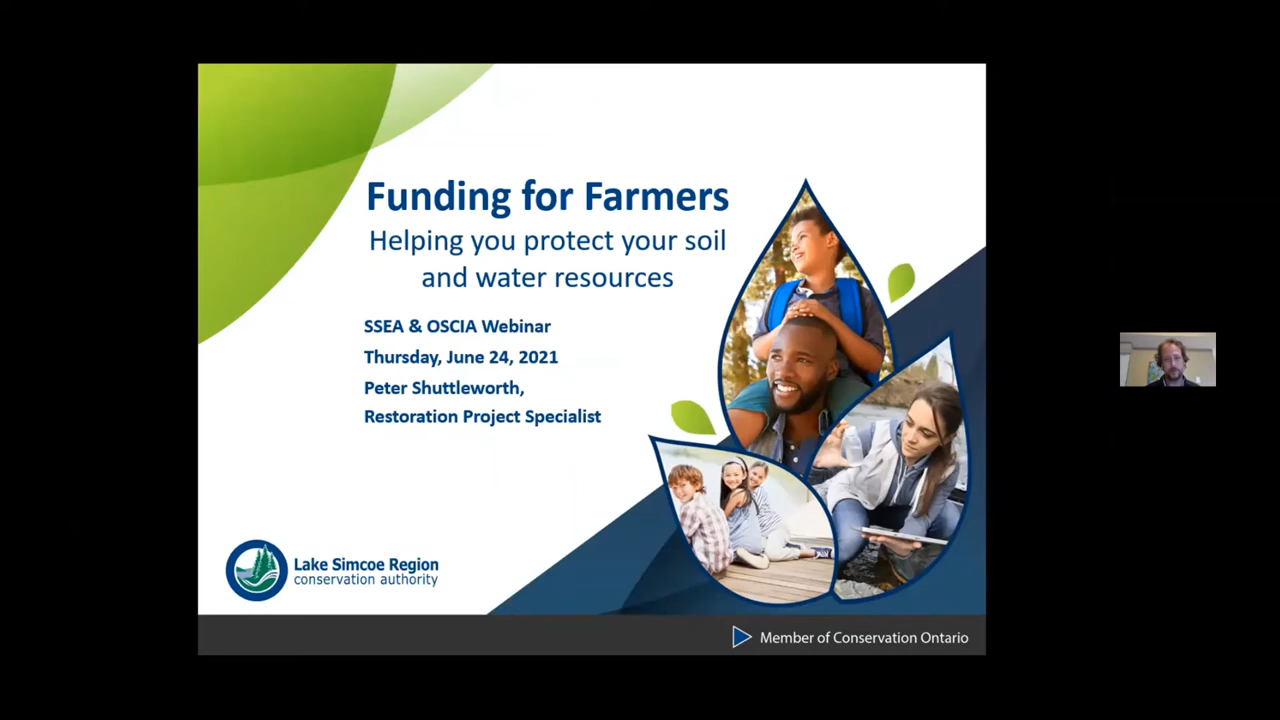 Funding for Farmers
Helping you protect your soil
and water resources
SSEA & OSCIA Webinar
Thursday, June 24, 2021
Peter Shuttleworth,
Restoration Project Specialist
Lake Simcoe Region
conservation authority
Member of Conservation Ontario